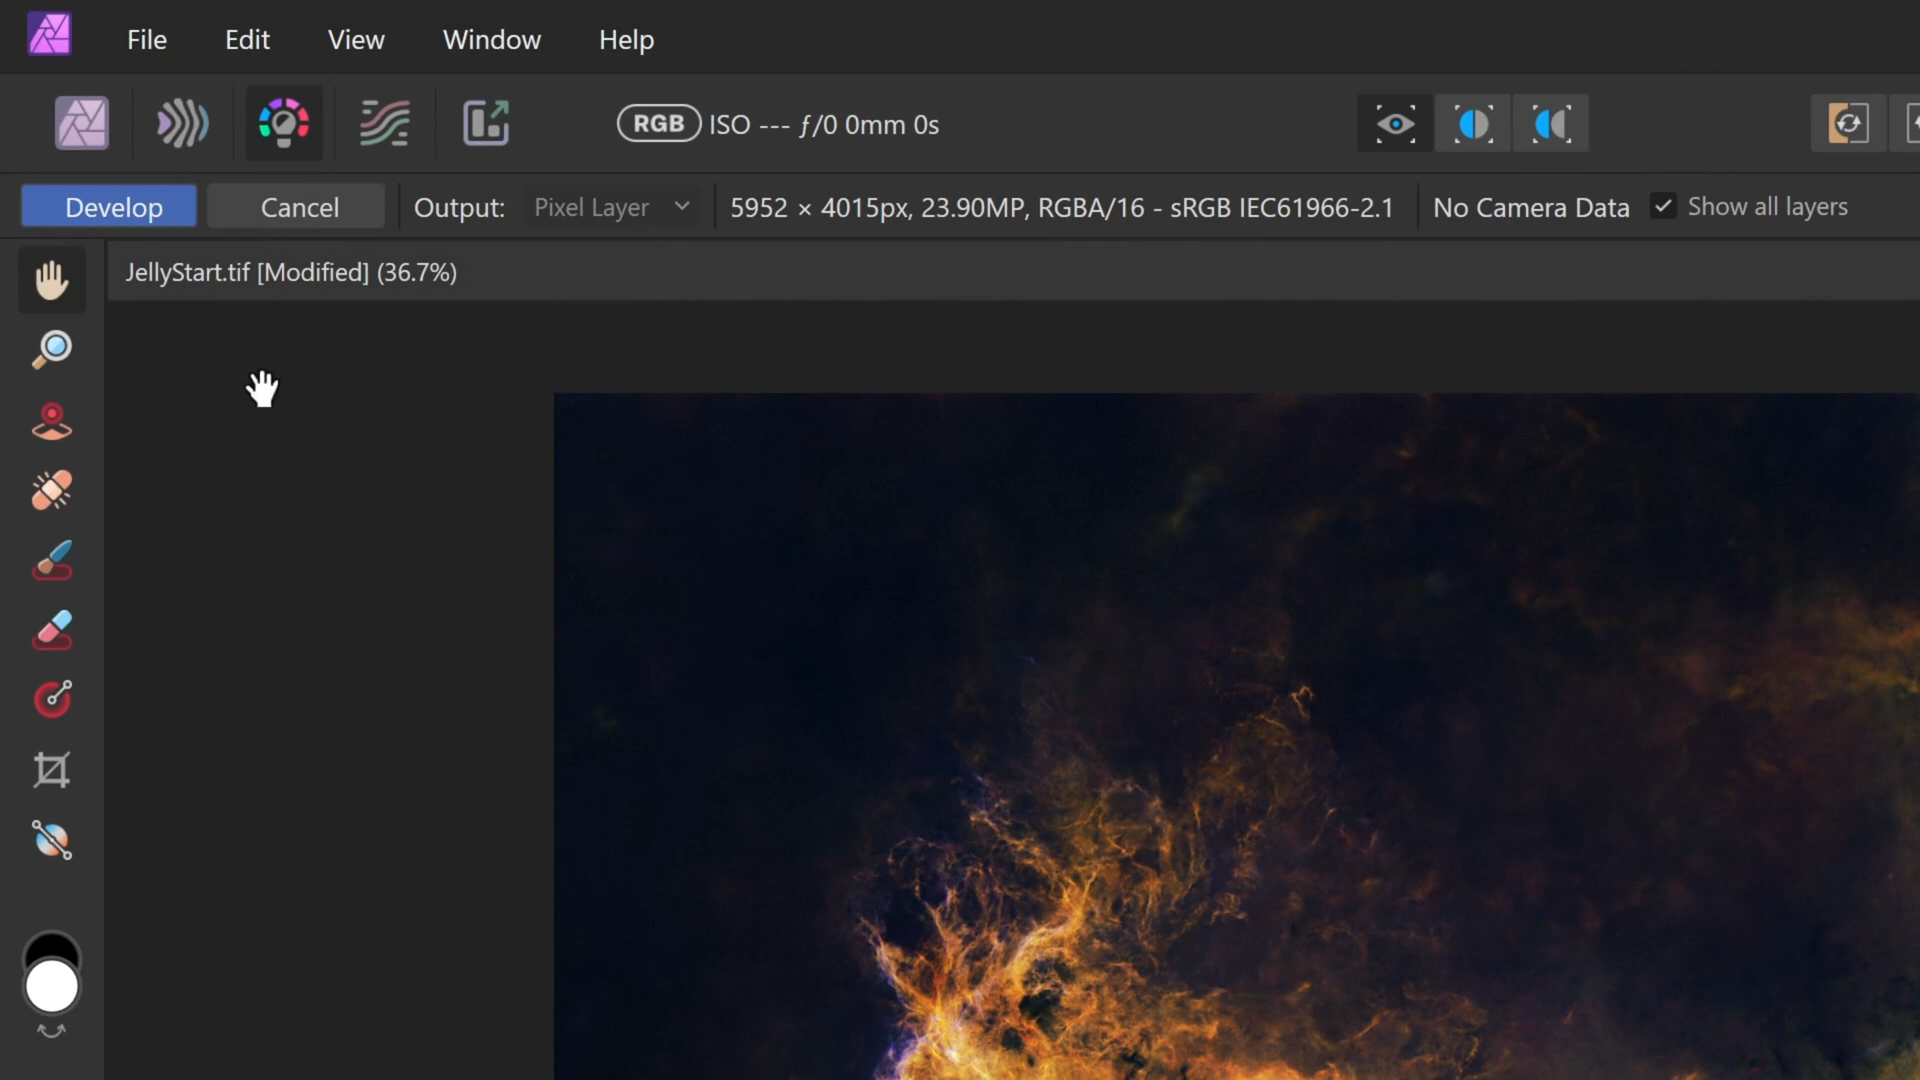 File Edit View Window Help
RGB ISO --- ƒ/0 0mm 0s
Develop Cancel Output: Pixel Layer 5952 × 4015px, 23.90MP, RGBA/16 - sRGB IEC61966-2.1 No Camera Data Show all layers
JellyStart.tif [Modified] (36.7%)